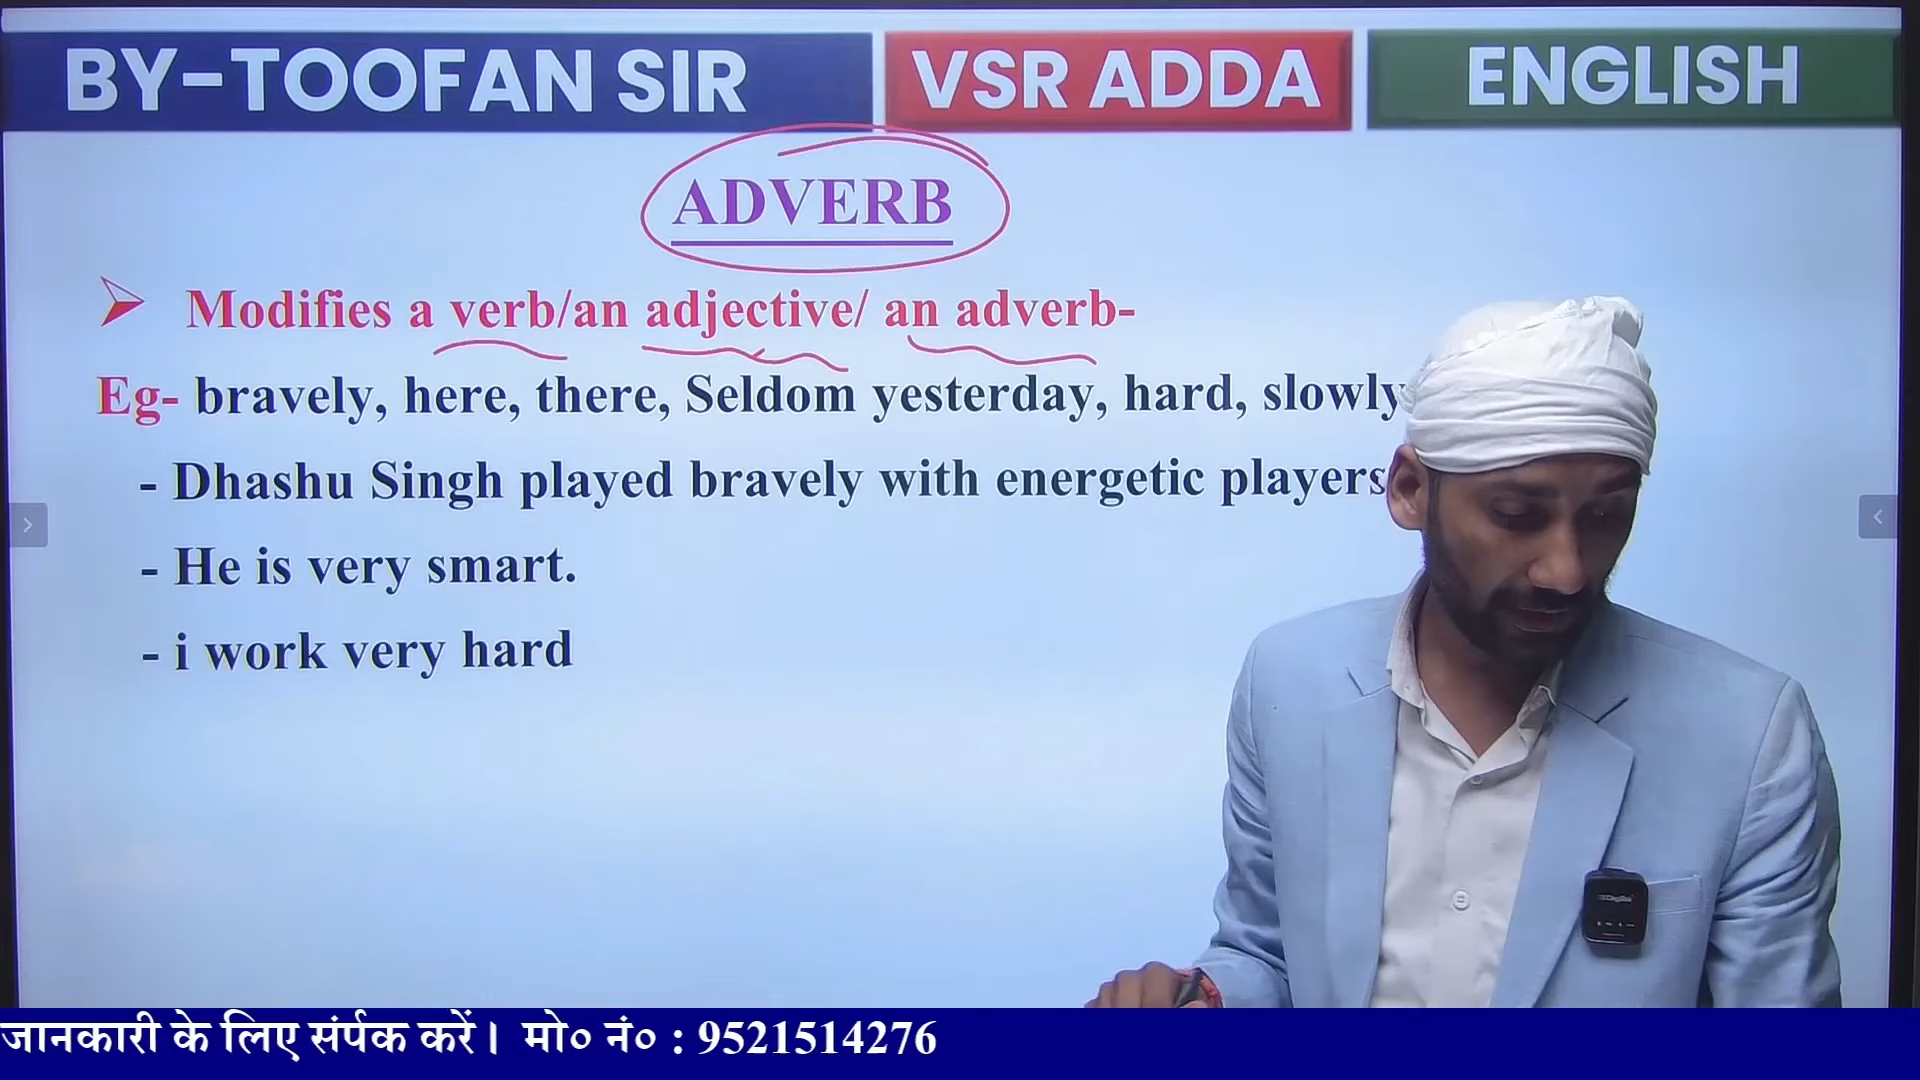 BY-TOOFAN SIR VSR ADDA ENGLISH
ADVERB
Modifies a verb/an adjective/ an adverb-
Eg- bravely, here, there, Seldom yesterday, hard, slowly
- Dhashu Singh played bravely with energetic players
- He is very smart.
- i work very hard
जानकारी के लिए संर्पक करें। मो० नं० : 9521514276